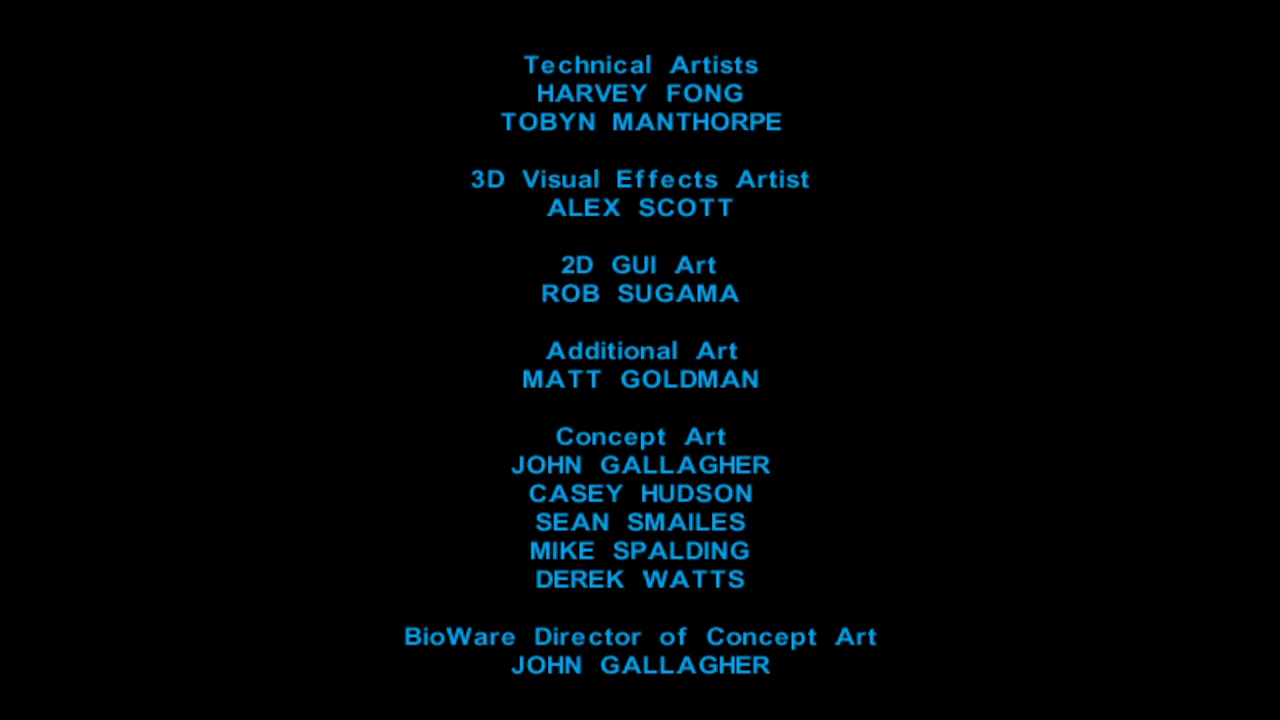 Technical Artists
HARVEY FONG
TOBYN MANTHORPE
3D Visual Effects Artist
ALEX SCOTT
2D GUI Art
ROB SUGAMA
Additional Art
MATT GOLDMAN
Concept Art
JOHN GALLAGHER
CASEY HUDSON
SEAN SMAILES
MIKE SPALDING
DEREK WATTS
BioWare Director of Concept Art
JOHN GALLAGHER